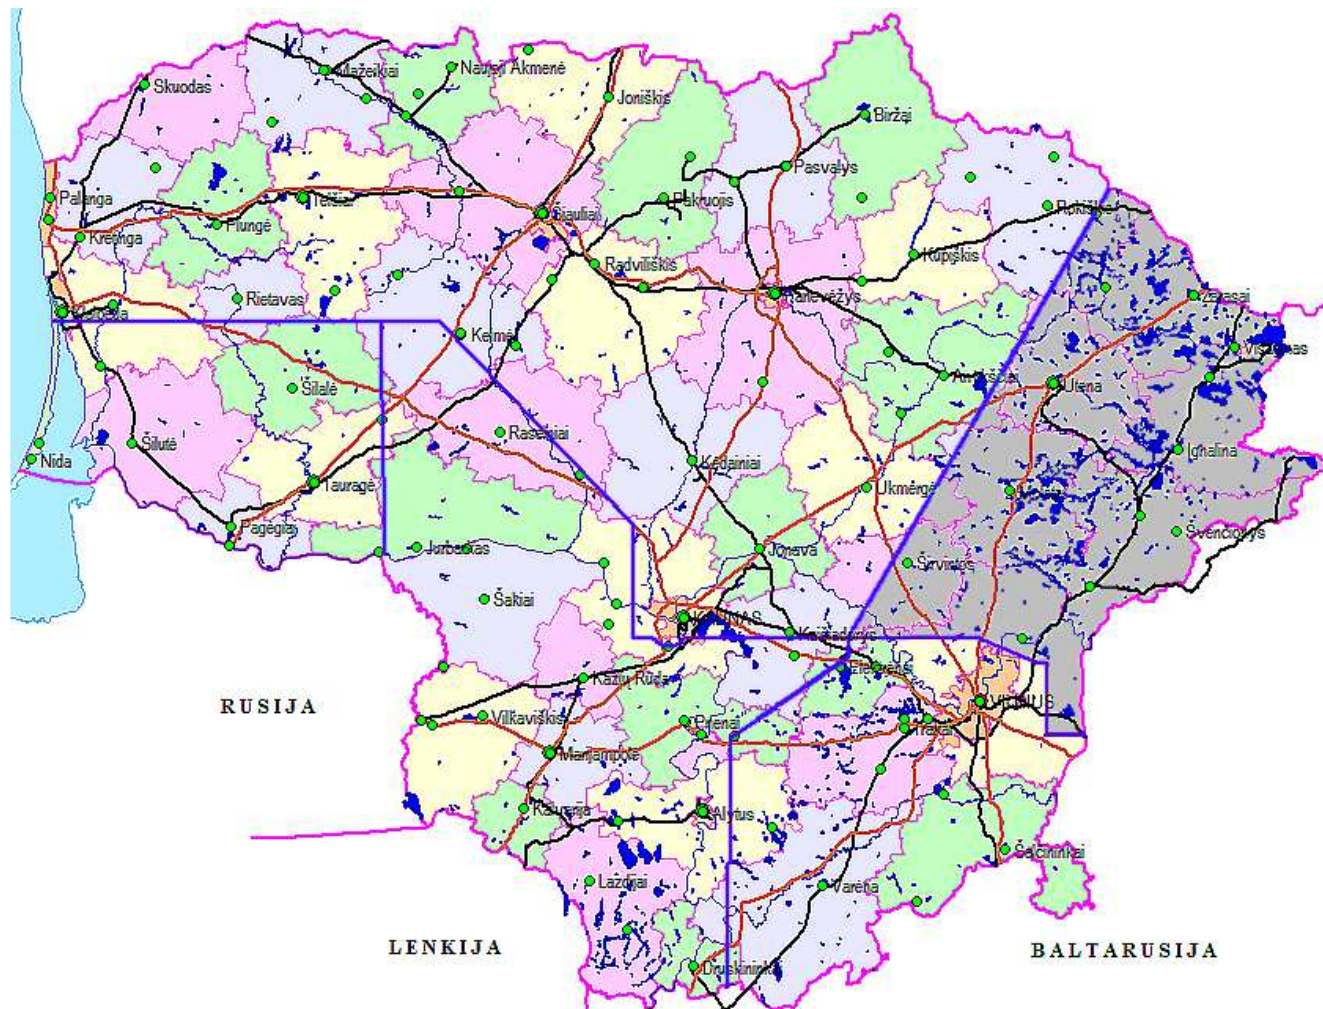 Skuodas
Mažeikiai
Naujoji Akmenė
Joniškis
Biržai
Pasvalys
Palanga
Telšiai
Šiauliai
Pakruojis
Rokiškis
Kretinga
Plungė
Radviliškis
Kupiškis
Rietavas
Panevėžys
Zarasai
Klaipėda
Kelmė
Visaginas
Šilalė
Anykščiai
Utena
Šilutė
Raseiniai
Nida
Kėdainiai
Ignalina
Tauragė
Ukmergė
Pagėgiai
Jurbarkas
Jonava
Širvintos
Švenčionys
Šakiai
KAUNAS
Kaišiadorys
Elektrėnai
Kazlų Rūda
VILNIUS
RUSIJA
Vilkaviškis
Prienai
Trakai
Marijampolė
Kalvarija
Alytus
Šalčininkai
Lazdijai
Varėna
LENKIJA
BALTARUSIJA
Druskininkai